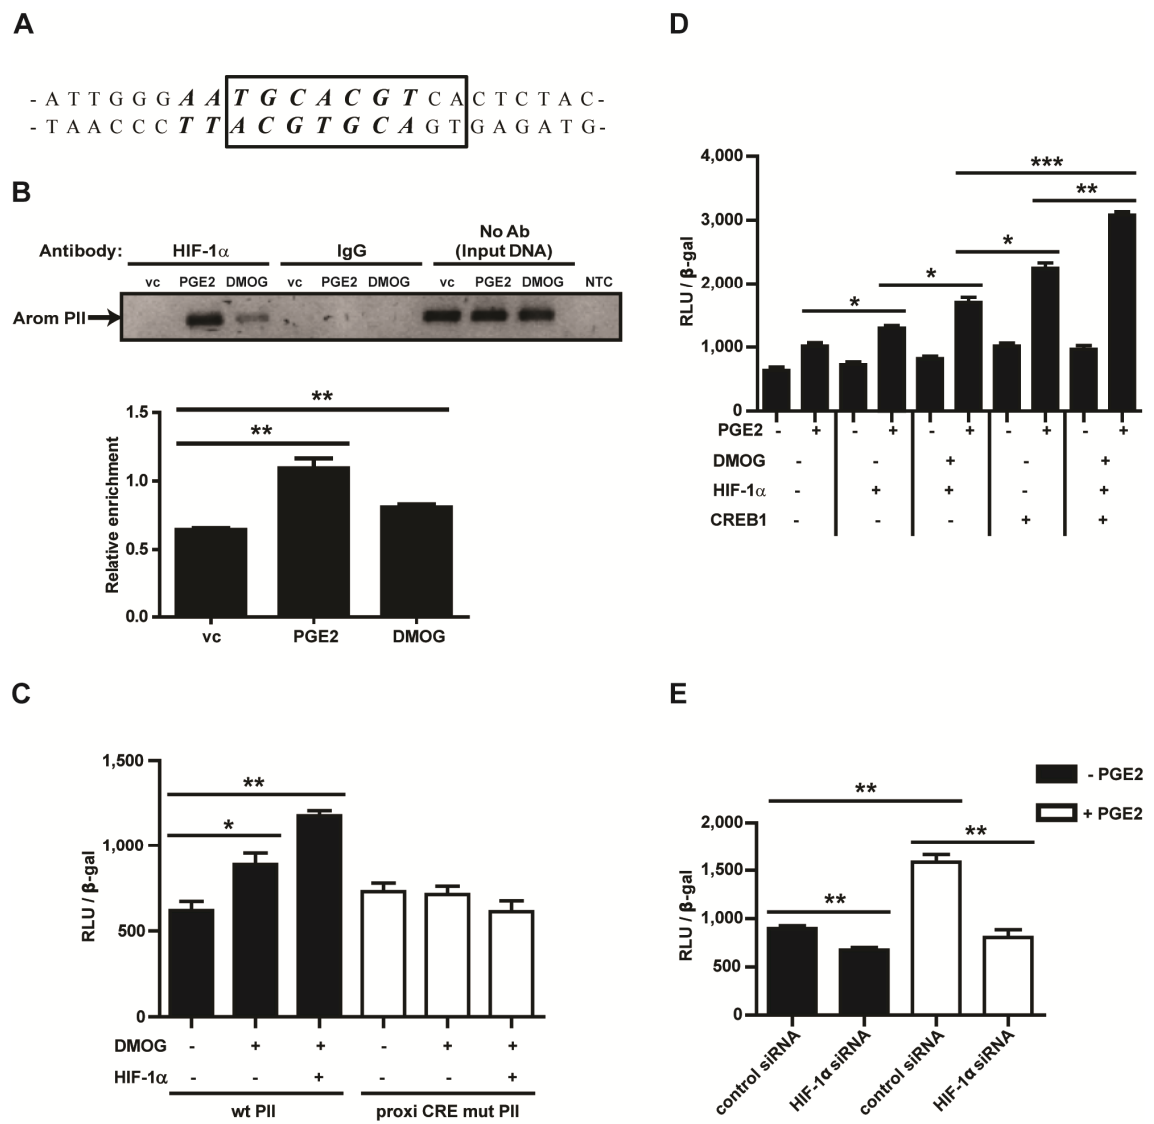 A
- A T T G G G A A T G C A C G T C A C T C T A C -
- T A A C C C T T A C G T G C A G T G A G A T G -
B
Antibody: HIF-1α IgG No Ab (Input DNA)
vc PGE2 DMOG vc PGE2 DMOG vc PGE2 DMOG NTC
Arom PII
Relative enrichment
1.5
1.0
0.5
0.0
**
**
vc PGE2 DMOG
C
RLU / β-gal
1,500
1,000
500
0
**
*
DMOG - + + - + +
HIF-1α - - + - - +
wt PII proxi CRE mut PII
D
RLU / β-gal
4,000
3,000
2,000
1,000
0
***
**
*
*
*
PGE2 - + - + - + - + - +
DMOG - - + - +
HIF-1α - + + - +
CREB1 - - - + +
E
- PGE2
+ PGE2
RLU / β-gal
2,000
1,500
1,000
500
0
**
**
**
control siRNA HIF-1α siRNA control siRNA HIF-1α siRNA